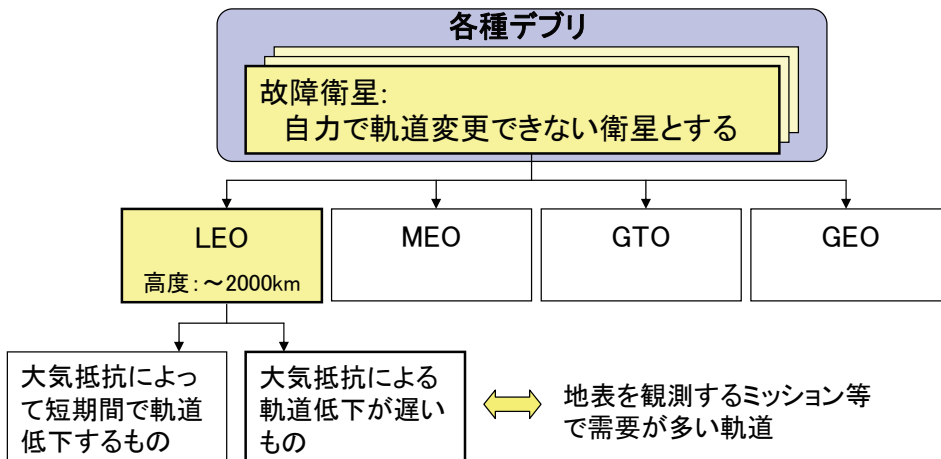 各種デブリ
故障衛星:
自力で軌道変更できない衛星とする
LEO
高度:～2000km
MEO
GTO
GEO
大気抵抗によっ
て短期間で軌道
低下するもの
大気抵抗による
軌道低下が遅い
もの
地表を観測するミッション等
で需要が多い軌道